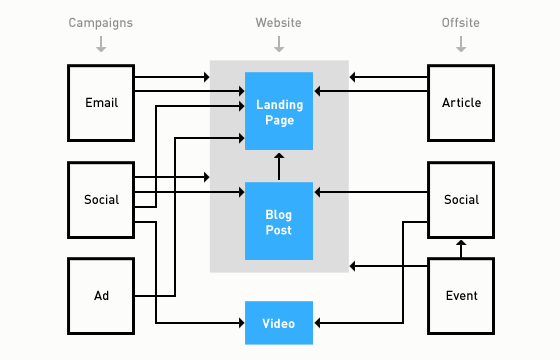 Campaigns
Website
Offsite
Email
Landing
Page
Article
Social
Blog
Post
Social
Ad
Video
Event